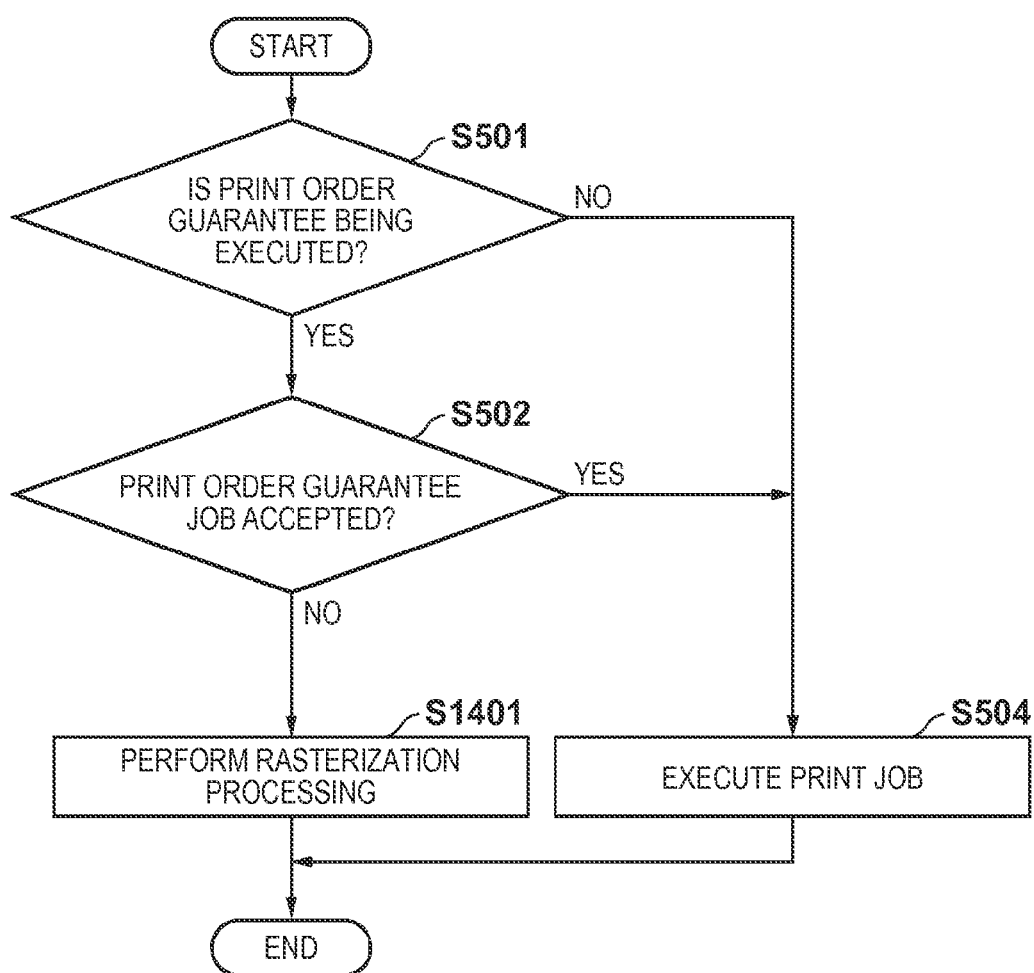 START
S501
IS PRINT ORDER
GUARANTEE BEING
EXECUTED?
NO
YES
S502
PRINT ORDER GUARANTEE
JOB ACCEPTED?
YES
NO
S1401
PERFORM RASTERIZATION
PROCESSING
S504
EXECUTE PRINT JOB
END